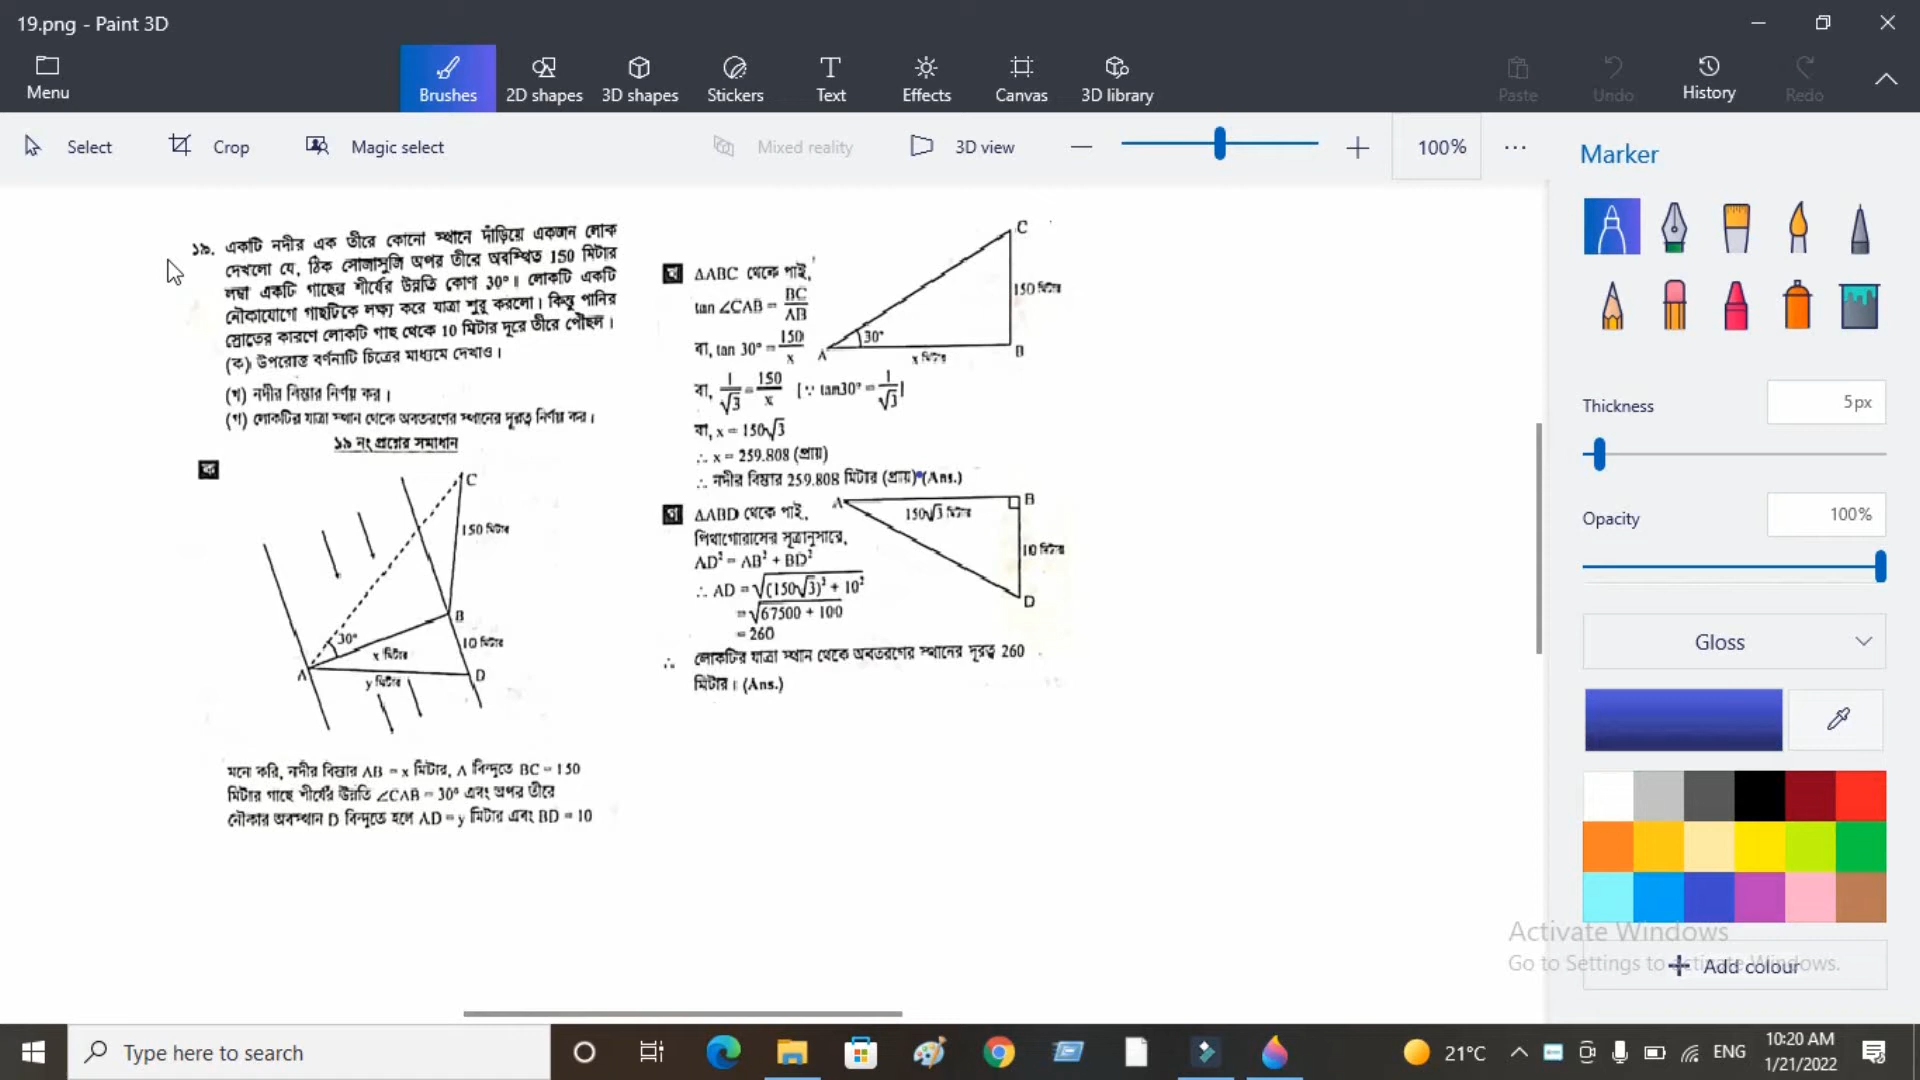 19.png - Paint 3D
Menu
Brushes
2D shapes
3D shapes
Stickers
Text
Effects
Canvas
3D library
Paste
Undo
History
Redo
Select
Crop
Magic select
Mixed reality
3D view
100%
Marker
Thickness
5px
Opacity
100%
Gloss
Add colour
১৯. একটি নদীর এক তীরে কোনো স্থানে দাঁড়িয়ে একজন লোক
দেখলো যে, ঠিক সোজাসুজি অপর তীরে অবস্থিত 150 মিটার
লম্বা একটি গাছের শীর্ষের উন্নতি কোণ 30°। লোকটি একটি
নৌকাযোগে গাছটিকে লক্ষ্য করে যাত্রা শুরু করলো। কিন্তু পানির
স্রোতের কারণে লোকটি গাছ থেকে 10 মিটার দূরে তীরে পৌঁছল।
(ক) উপরোক্ত বর্ণনাটি চিত্রের মাধ্যমে দেখাও।
(খ) নদীর বিস্তার নির্ণয় কর।
(গ) লোকটির যাত্রা স্থান থেকে অবতরণের স্থানের দূরত্ব নির্ণয় কর।
১৯ নং প্রশ্নের সমাধান
ক
C
150 মিটার
B
30°
10 মিটার
x মিটার
A
D
y মিটার
মনে করি, নদীর বিস্তার AB = x মিটার, A বিন্দুতে BC = 150
মিটার গাছে শীর্ষের উন্নতি ∠CAB = 30° এবং অপর তীরে
নৌকার অবস্থান D বিন্দুতে হলে AD = y মিটার এবং BD = 10
C
ΔABC থেকে পাই,
tan ∠CAB = BC/AB
150 মিটার
বা, tan 30° = 150/x
30°
A
x মিটার
B
বা, 1/√3 = 150/x [∵ tan30° = 1/√3]
বা, x = 150√3
∴ x = 259.808 (প্রায়)
∴ নদীর বিস্তার 259.808 মিটার (প্রায়) (Ans.)
গ ΔABD থেকে পাই,
A
B
150√3 মিটার
পিথাগোরাসের সূত্রানুসারে,
10 মিটার
AD² = AB² + BD²
∴ AD = √(150√3)² + 10²
D
= √67500 + 100
= 260
∴ লোকটির যাত্রা স্থান থেকে অবতরণের স্থানের দূরত্ব 260
মিটার। (Ans.)
Activate Windows
Go to Settings to activate Windows.
Type here to search
21°C
ENG
10:20 AM
1/21/2022